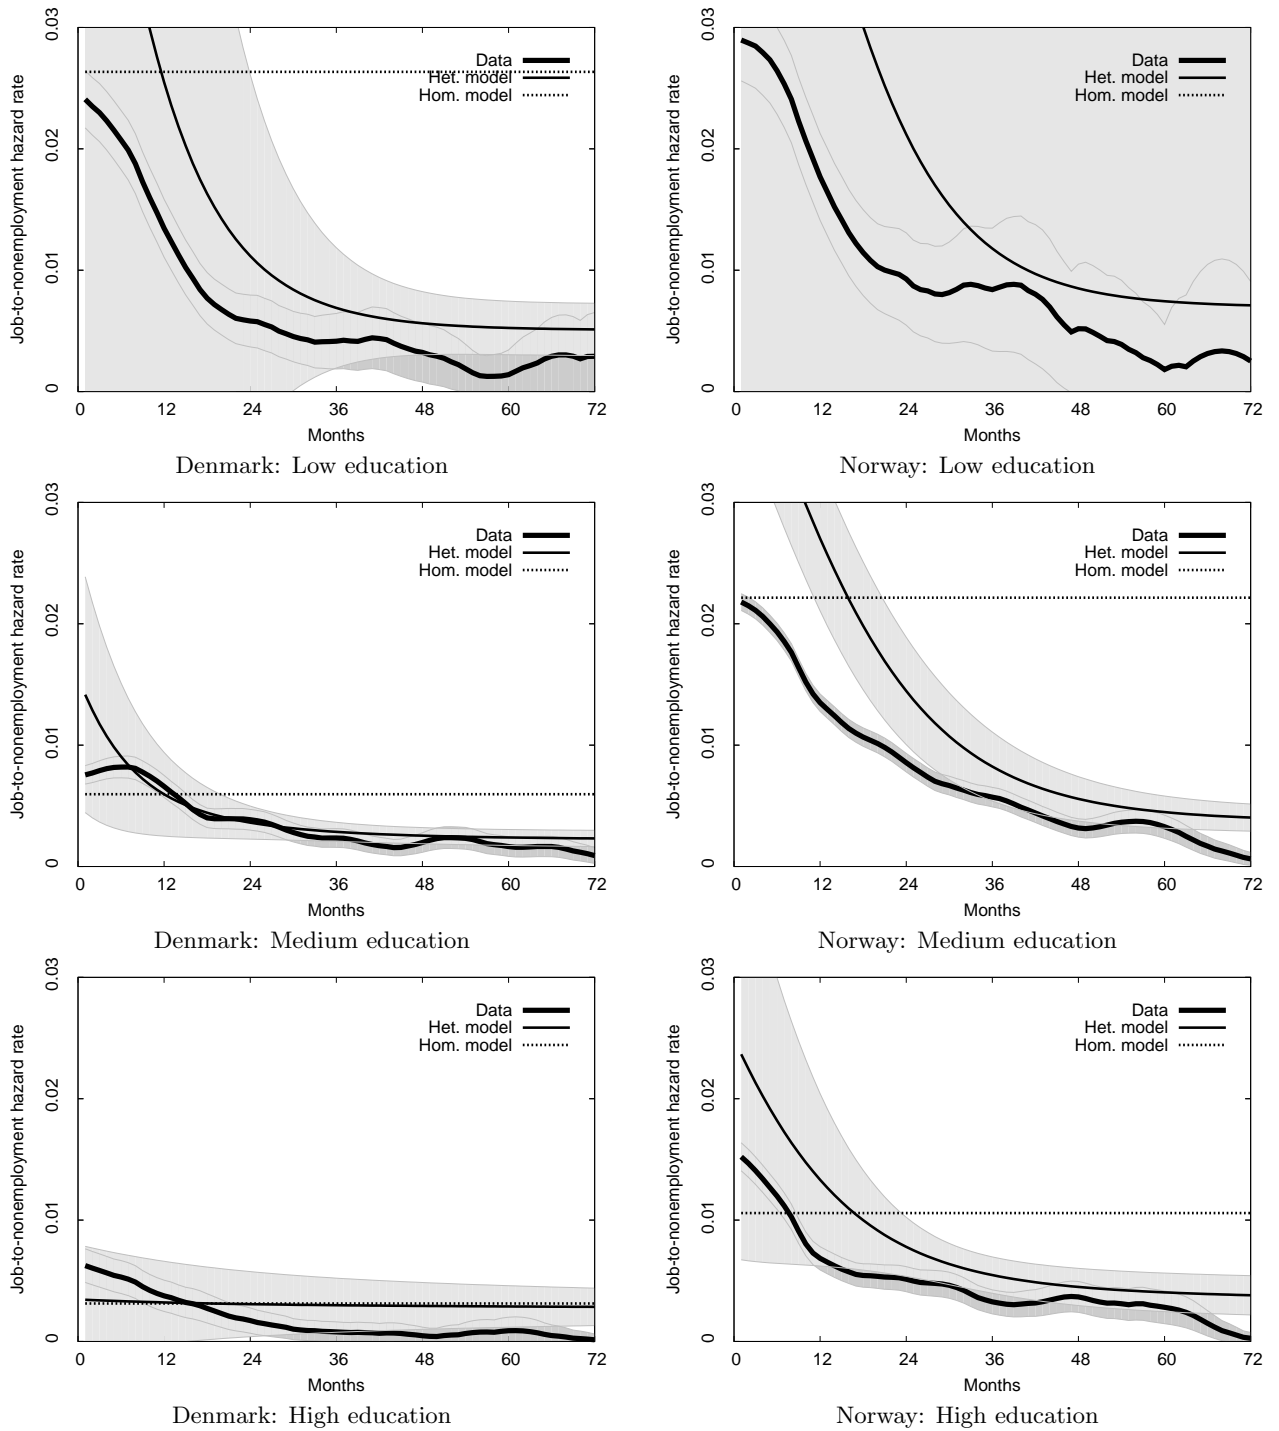 Job-to-nonemployment hazard rate
0.03
0.02
0.01
0
Data
Het. model
Hom. model
0 12 24 36 48 60 72
Months
Denmark: Low education
Job-to-nonemployment hazard rate
0.03
0.02
0.01
0
Data
Het. model
Hom. model
0 12 24 36 48 60 72
Months
Norway: Low education
Job-to-nonemployment hazard rate
0.03
0.02
0.01
0
Data
Het. model
Hom. model
0 12 24 36 48 60 72
Months
Denmark: Medium education
Job-to-nonemployment hazard rate
0.03
0.02
0.01
0
Data
Het. model
Hom. model
0 12 24 36 48 60 72
Months
Norway: Medium education
Job-to-nonemployment hazard rate
0.03
0.02
0.01
0
Data
Het. model
Hom. model
0 12 24 36 48 60 72
Months
Denmark: High education
Job-to-nonemployment hazard rate
0.03
0.02
0.01
0
Data
Het. model
Hom. model
0 12 24 36 48 60 72
Months
Norway: High education